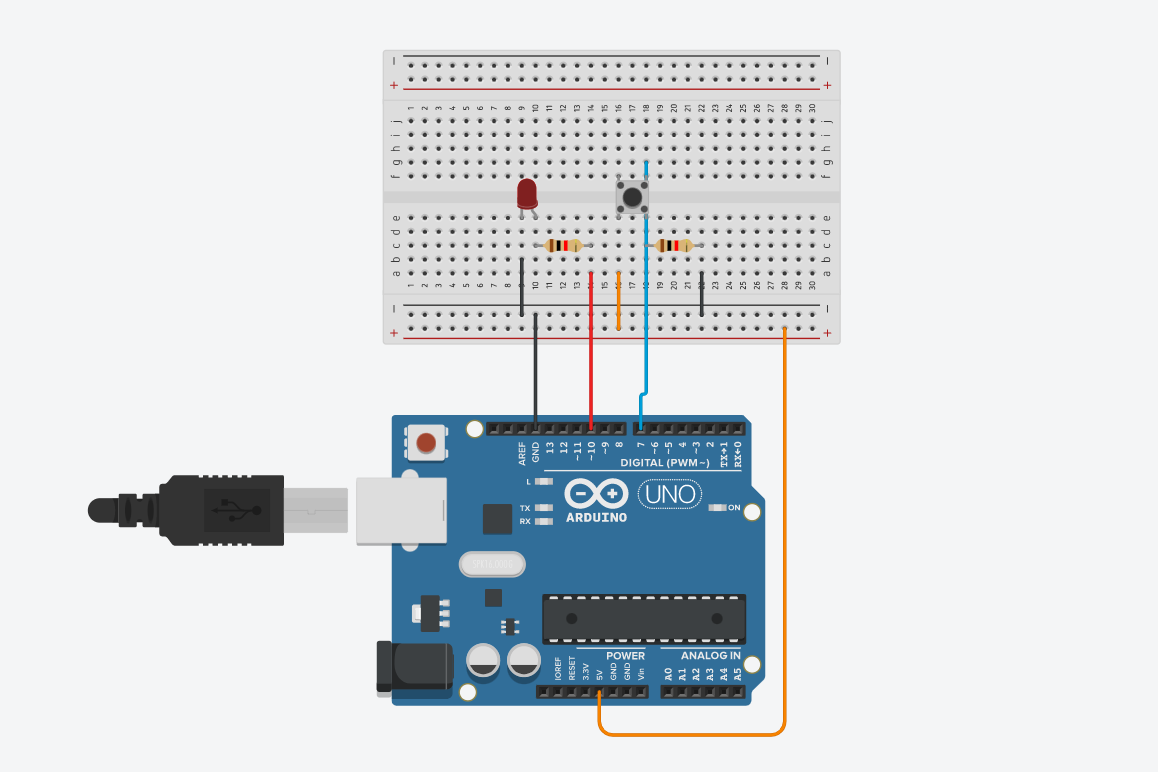 − −
+ +
1 2 3 4 5 6 7 8 9 10 11 12 13 14 15 16 17 18 19 20 21 22 23 24 25 26 27 28 29 30
j j
i i
h h
g g
f f
e e
d d
c c
b b
a a
1 2 3 4 5 6 7 8 9 10 11 12 13 14 15 16 17 18 19 20 21 22 23 24 25 26 27 28 29 30
− −
+ +
AREF GND 13 12 ~11 ~10 ~9 8 7 ~6 ~5 4 ~3 2 TX→1 RX←0
DIGITAL (PWM ~)
L
TX
RX
ARDUINO
UNO
ON
POWER
ANALOG IN
IOREF RESET 3.3V 5V GND GND Vin A0 A1 A2 A3 A4 A5